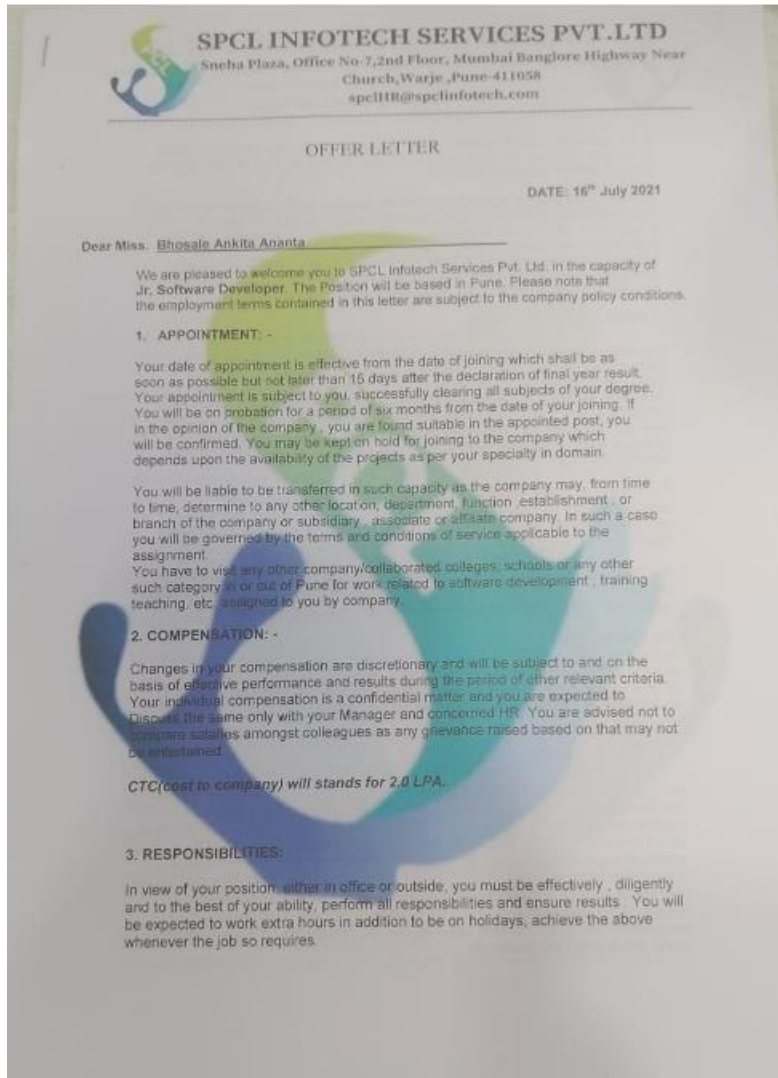 SPCL
SPCL INFOTECH SERVICES PVT.LTD
Sneha Plaza, Office No-7,2nd Floor, Mumbai Banglore Highway Near
Church,Warje ,Pune-411058
spclHR@spclinfotech.com
OFFER LETTER
DATE: 16th July 2021
Dear Miss. Bhosale Ankita Ananta
We are pleased to welcome you to SPCL Infotech Services Pvt. Ltd. in the capacity of
Jr. Software Developer. The Position will be based in Pune. Please note that
the employment terms contained in this letter are subject to the company policy conditions.
1. APPOINTMENT: -
Your date of appointment is effective from the date of joining which shall be as
soon as possible but not later than 15 days after the declaration of final year result.
Your appointment is subject to you, successfully clearing all subjects of your degree.
You will be on probation for a period of six months from the date of your joining. If
in the opinion of the company , you are found suitable in the appointed post, you
will be confirmed. You may be kept on hold for joining to the company which
depends upon the availability of the projects as per your specialty in domain.
You will be liable to be transferred in such capacity as the company may, from time
to time, determine to any other location, department, function ,establishment , or
branch of the company or subsidiary , associate or affiliate company. In such a case
you will be governed by the terms and conditions of service applicable to the
assignment.
You have to visit any other company/collaborated colleges, schools or any other
such category in or out of Pune for work related to software development , training
teaching, etc. assigned to you by company.
2. COMPENSATION: -
Changes in your compensation are discretionary and will be subject to and on the
basis of effective performance and results during the period of other relevant criteria.
Your individual compensation is a confidential matter and you are expected to
Discuss the same only with your Manager and concerned HR. You are advised not to
compare salaries amongst colleagues as any grievance raised based on that may not
be entertained.
CTC(cost to company) will stands for 2.0 LPA.
3. RESPONSIBILITIES:
In view of your position, either in office or outside, you must be effectively , diligently
and to the best of your ability, perform all responsibilities and ensure results . You will
be expected to work extra hours in addition to be on holidays, achieve the above
whenever the job so requires.